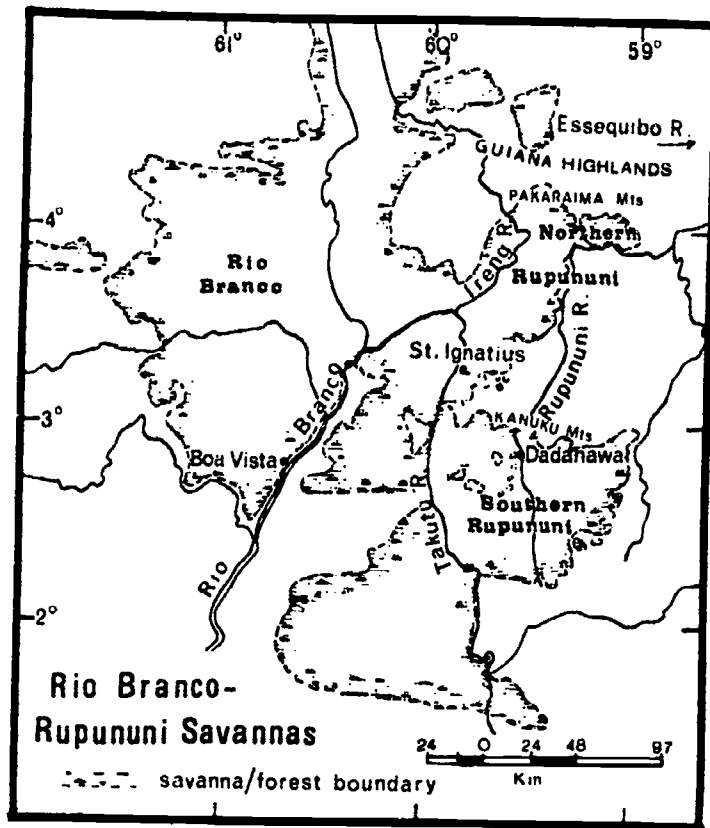 61° 60° 59°
Essequibo R.
GUIANA HIGHLANDS
PAKARAIMA Mts
4°
Northern
Rupununi
Ireng R.
Rio
Branco
Rupununi R.
St. Ignatius
3°
KANUKU Mts
Branco
Boa Vista
Dadanawa
Southern
Rupununi
Takutu R.
Rio
2°
Rio Branco-
Rupununi Savannas
24 0 24 48 97
Km
savanna/forest boundary